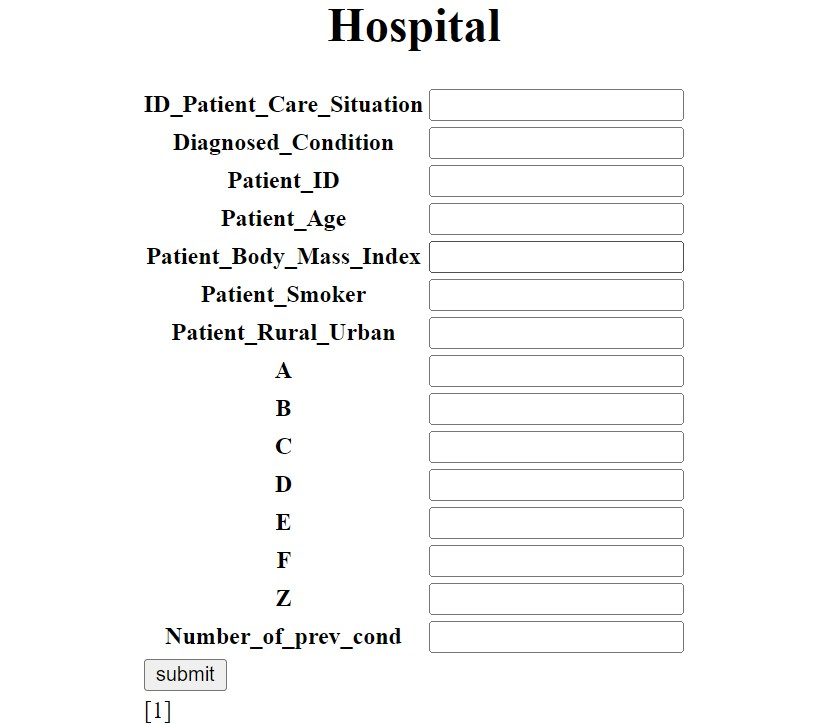 Hospital
ID_Patient_Care_Situation
Diagnosed_Condition
Patient_ID
Patient_Age
Patient_Body_Mass_Index
Patient_Smoker
Patient_Rural_Urban
A
B
C
D
E
F
Z
Number_of_prev_cond
submit
[1]